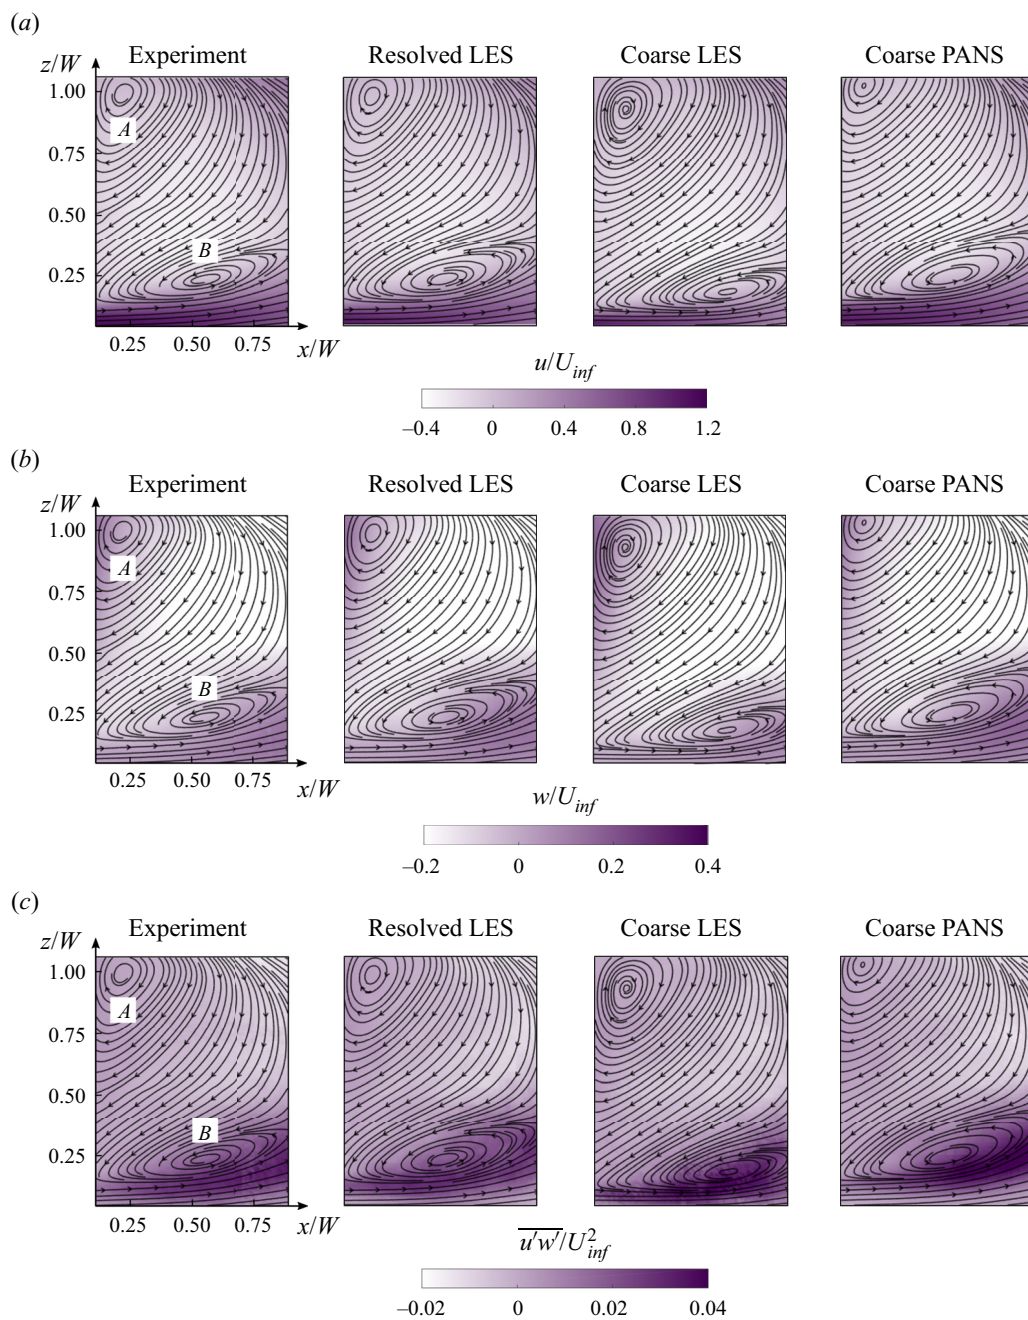 (a)
Experiment Resolved LES Coarse LES Coarse PANS
z/W
1.00
A
0.75
0.50
B
0.25
0.25 0.50 0.75
x/W
u/U_inf
–0.4 0 0.4 0.8 1.2
(b)
Experiment Resolved LES Coarse LES Coarse PANS
z/W
1.00
A
0.75
0.50
B
0.25
0.25 0.50 0.75
x/W
w/U_inf
–0.2 0 0.2 0.4
(c)
Experiment Resolved LES Coarse LES Coarse PANS
z/W
1.00
A
0.75
0.50
B
0.25
0.25 0.50 0.75
x/W
u′w′/U²_inf
–0.02 0 0.02 0.04